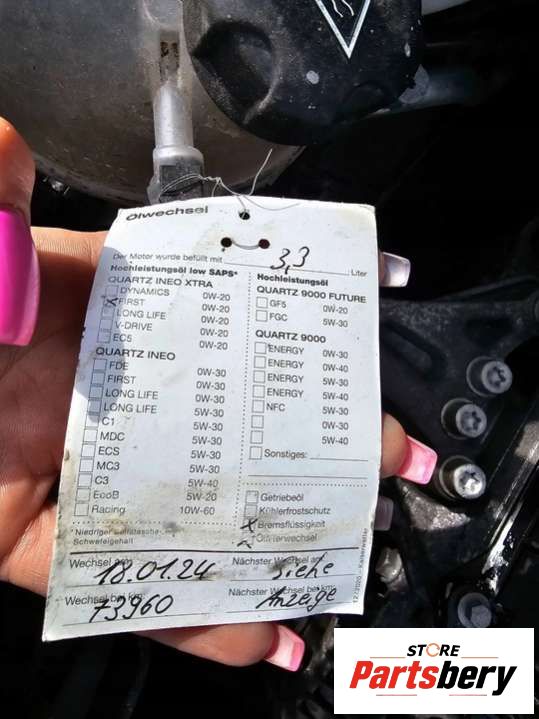 Ölwechsel
Der Motor wurde befüllt mit 3,3 Liter
Hochleistungsöl low SAPS*
QUARTZ INEO XTRA
DYNAMICS 0W-20
FIRST 0W-20
LONG LIFE 0W-20
V-DRIVE 0W-20
EC5 0W-20
QUARTZ INEO
FDE 0W-30
FIRST 0W-30
LONG LIFE 0W-30
LONG LIFE 5W-30
C1 5W-30
MDC 5W-30
ECS 5W-30
MC3 5W-30
C3 5W-40
EcoB 5W-20
Racing 10W-60
* Niedriger Sulfatasche-
Schwefelgehalt
Hochleistungsöl
QUARTZ 9000 FUTURE
GF5 0W-20
FGC 5W-30
QUARTZ 9000
ENERGY 0W-30
ENERGY 0W-40
ENERGY 5W-30
ENERGY 5W-40
NFC 5W-30
0W-30
5W-40
Sonstiges:
Getriebeöl
Kühlerfrostschutz
X Bremsflüssigkeit
Ölfilterwechsel
Wechsel am: 18.01.24
Nächster Wechsel am: Siehe
Wechsel bei km: 73960
Nächster Wechsel bei km: Anzeige
STORE
Partsbery